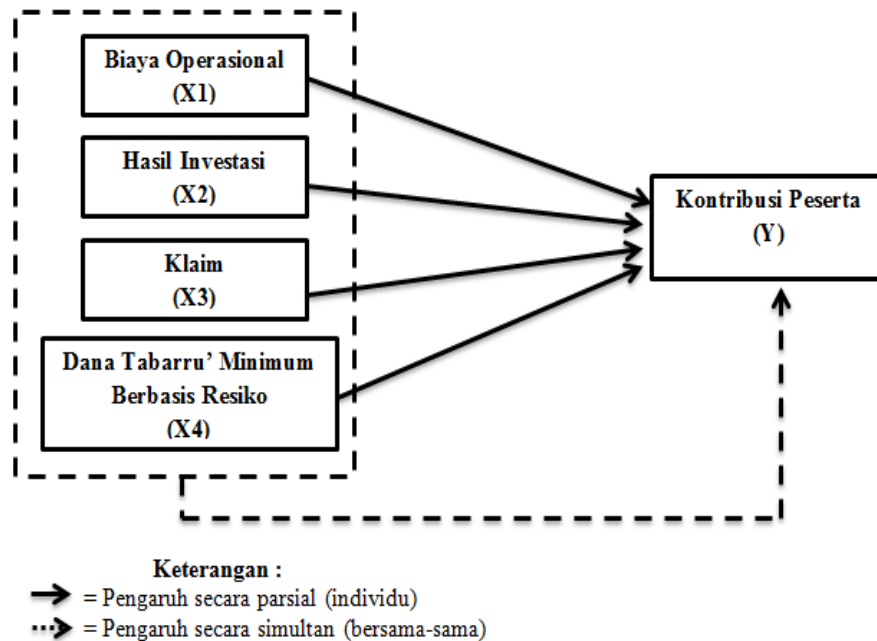 Biaya Operasional
(X1)
Hasil Investasi
(X2)
Klaim
(X3)
Dana Tabarru’ Minimum
Berbasis Resiko
(X4)
Kontribusi Peserta
(Y)
Keterangan :
= Pengaruh secara parsial (individu)
= Pengaruh secara simultan (bersama-sama)